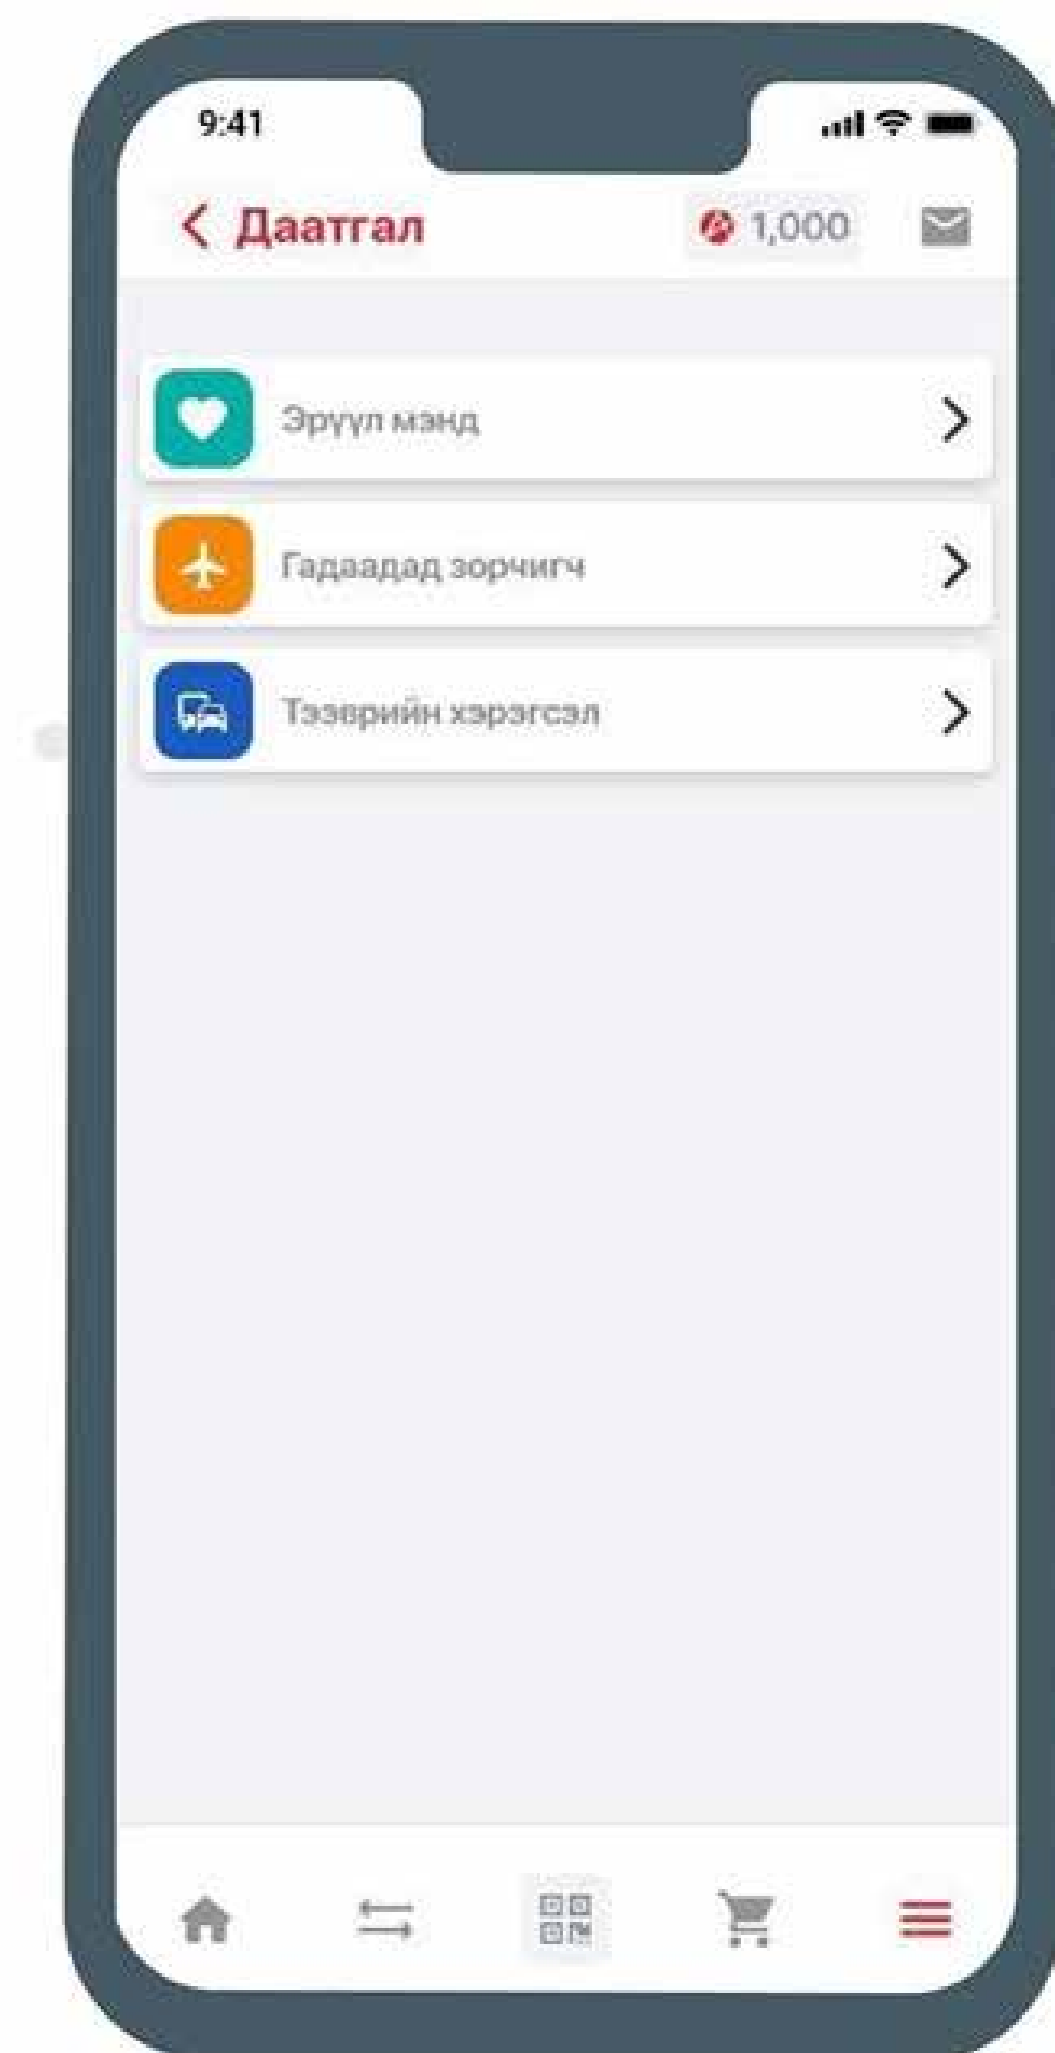 9:41
Даатгал
1,000
Эрүүл мэнд
Гадаадад зорчигч
Тээврийн хэрэгсэл